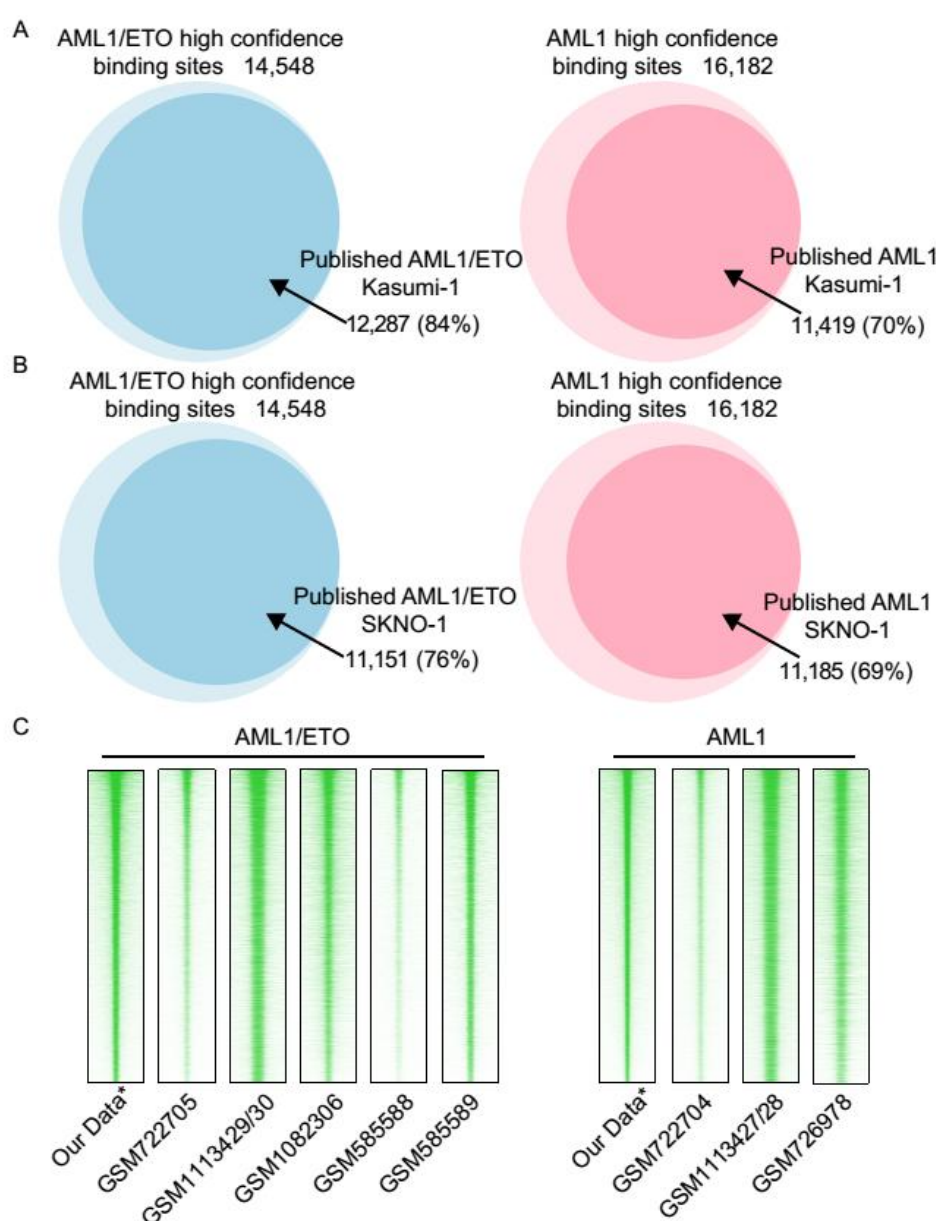 A
AML1/ETO high confidence
binding sites 14,548
AML1 high confidence
binding sites 16,182
Published AML1/ETO
Kasumi-1
12,287 (84%)
Published AML1
Kasumi-1
11,419 (70%)
B
AML1/ETO high confidence
binding sites 14,548
AML1 high confidence
binding sites 16,182
Published AML1/ETO
SKNO-1
11,151 (76%)
Published AML1
SKNO-1
11,185 (69%)
C
AML1/ETO
AML1
Our Data*
GSM722705
GSM1113429/30
GSM1082306
GSM585588
GSM585589
Our Data*
GSM722704
GSM1113427/28
GSM726978